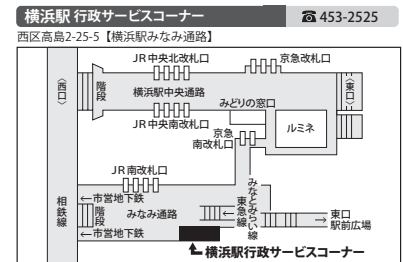 横浜駅 行政サービスコーナー
☎ 453-2525
西区高島2-25-5【横浜駅みなみ通路】
JR中央北改札口
京急改札口
〈西口〉
階段
横浜駅中央通路
〈東口〉
みどりの窓口
JR中央南改札口
京急
南改札口
ルミネ
JR南改札口
相鉄線
←市営地下鉄
階段
みなみ通路
←市営地下鉄
←
東急線
みなとみらい線
→
東口
駅前広場
横浜駅行政サービスコーナー